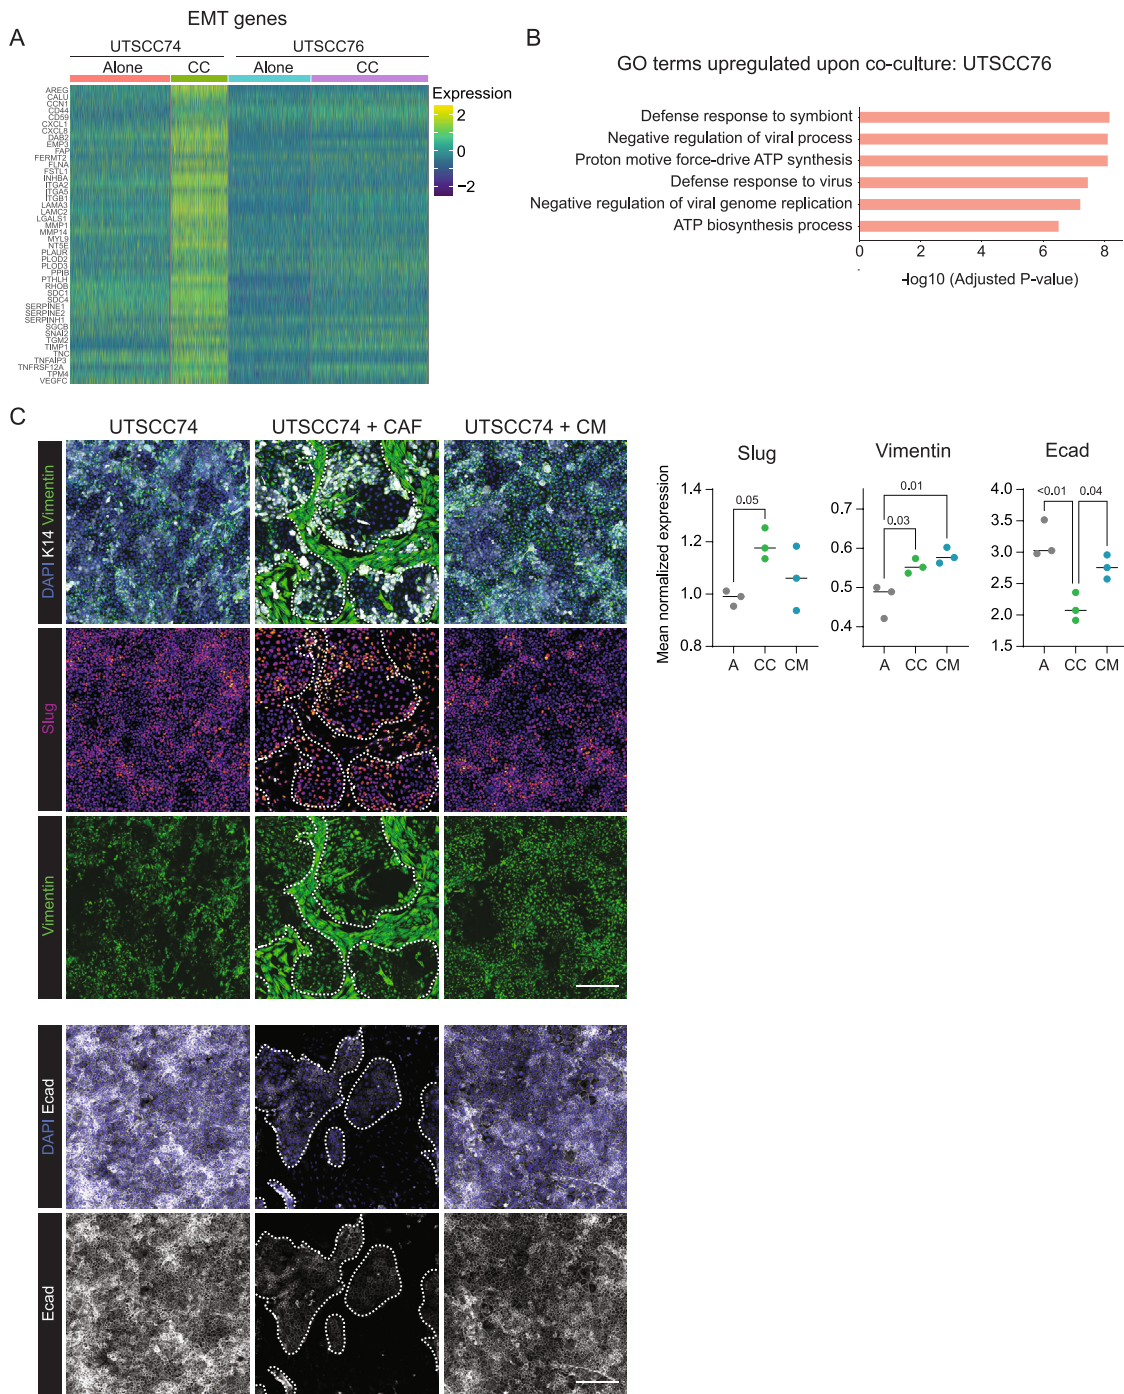 A
EMT genes
UTSCC74
UTSCC76
Alone
CC
Alone
CC
AREG
CALU
CCN1
CD44
CD59
CXCL1
CXCL8
DAB2
EMP3
FAP
FERMT2
FLNA
FSTL1
INHBA
ITGA2
ITGA5
ITGB1
LAMA3
LAMC2
LGALS1
MMP1
MMP14
MYL9
NT5E
PLAUR
PLOD2
PLOD3
PPIB
PTHLH
RHOB
SDC1
SDC4
SERPINE1
SERPINE2
SERPINH1
SGCB
SNAI2
TGM2
TIMP1
TNC
TNFAIP3
TNFRSF12A
TPM4
VEGFC
Expression
2
0
−2
B
GO terms upregulated upon co-culture: UTSCC76
Defense response to symbiont
Negative regulation of viral process
Proton motive force-drive ATP synthesis
Defense response to virus
Negative regulation of viral genome replication
ATP biosynthesis process
0 2 4 6 8
-log10 (Adjusted P-value)
C
UTSCC74
UTSCC74 + CAF
UTSCC74 + CM
DAPI K14 Vimentin
Slug
Vimentin
DAPI Ecad
Ecad
Mean normalized expression
Slug
1.4
1.2
1.0
0.8
0.05
A CC CM
Vimentin
0.7
0.6
0.5
0.4
0.01
0.03
A CC CM
Ecad
4.0
3.5
3.0
2.5
2.0
1.5
<0.01
0.04
A CC CM